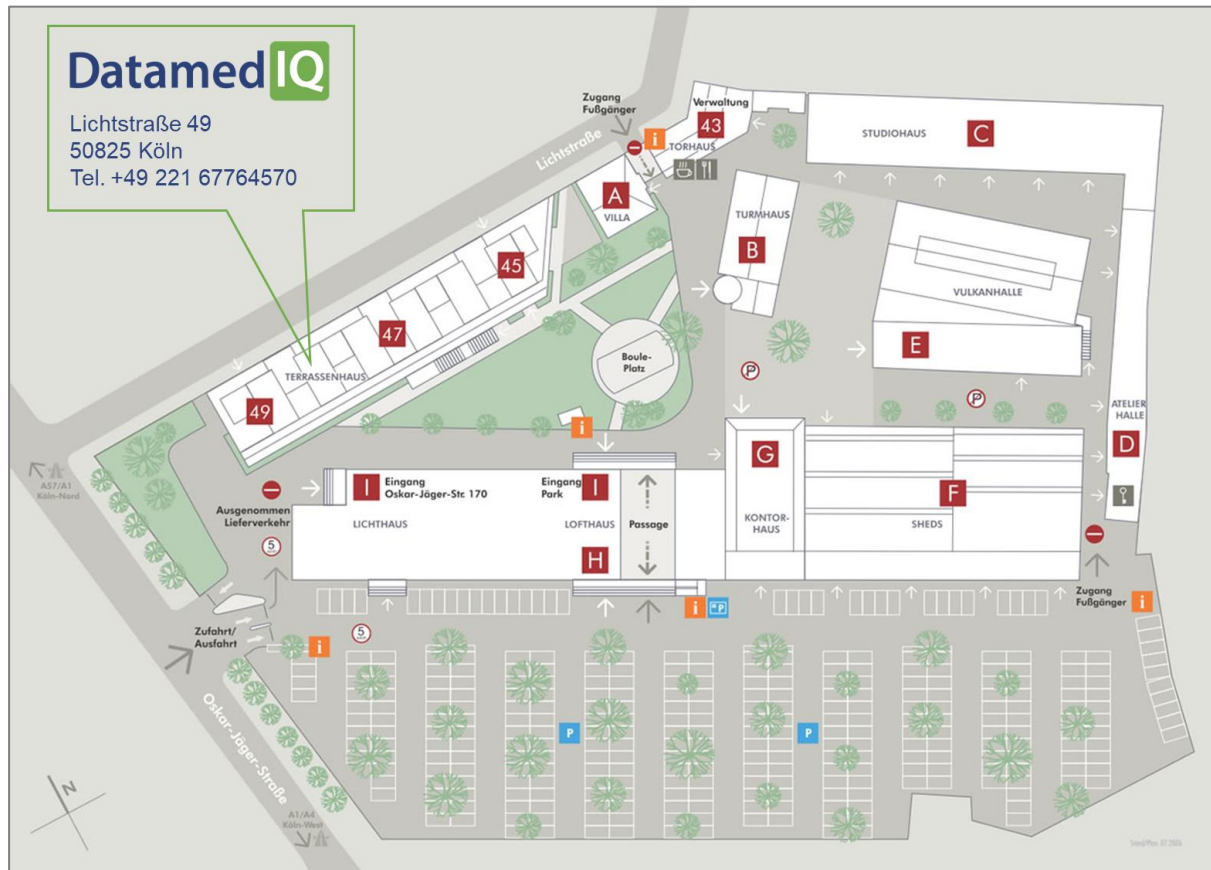 Datamed IQ
Lichtstraße 49
50825 Köln
Tel. +49 221 67764570
Zugang
Fußgänger
Verwaltung
43
TORHAUS
i
Lichtstraße
STUDIOHAUS
C
A
VILLA
TURMHAUS
B
45
47
TERRASSENHAUS
49
VULKANHALLE
E
Boule-
Platz
P
P
ATELIER
HALLE
D
i
G
KONTOR-
HAUS
F
SHEDS
I
Eingang
Oskar-Jäger-Str. 170
LICHTHAUS
Eingang
Park
I
LOFTHAUS
H
Passage
A57/A1
Köln-Nord
Ausgenommen
Lieferverkehr
5
Zugang
Fußgänger
i
i
P
Zufahrt/
Ausfahrt
i
5
P
P
Oskar-Jäger-Straße
N
A1/A4
Köln-West